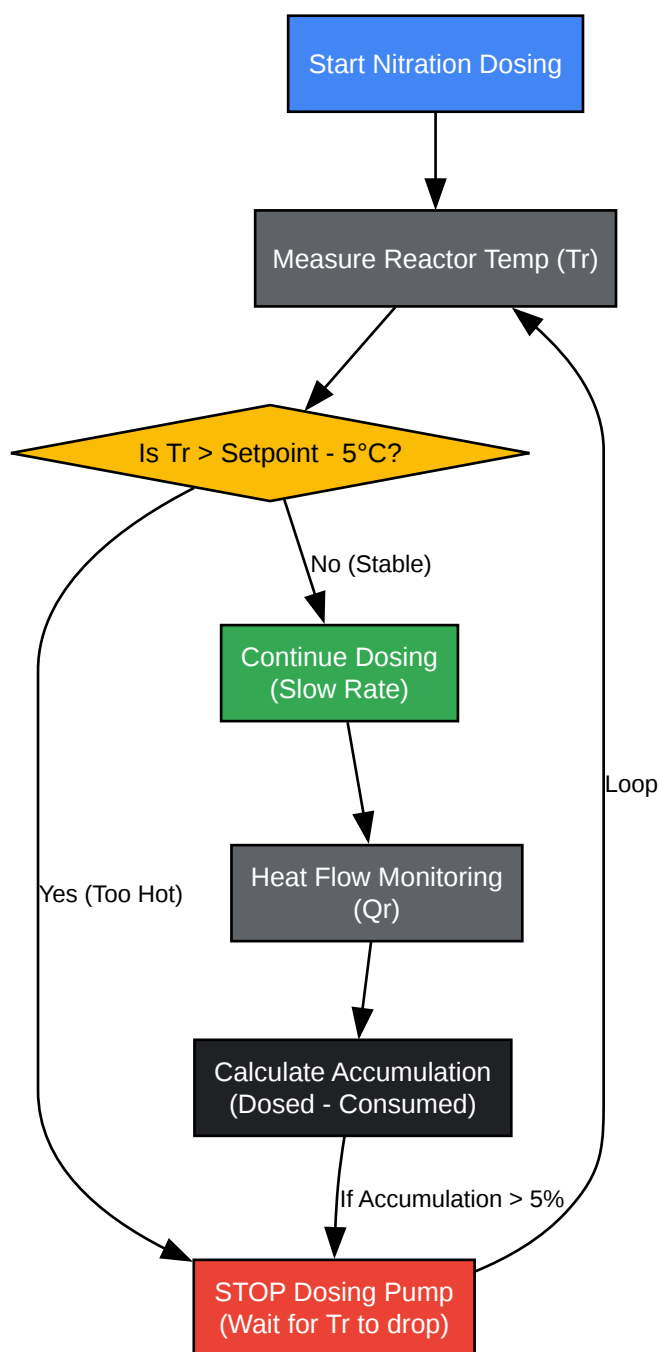 Start Nitration Dosing
Measure Reactor Temp (Tr)
Is Tr > Setpoint - 5°C?
No (Stable)
Continue Dosing
(Slow Rate)
Loop
Heat Flow Monitoring
(Qr)
Yes (Too Hot)
Calculate Accumulation
(Dosed - Consumed)
If Accumulation > 5%
STOP Dosing Pump
(Wait for Tr to drop)